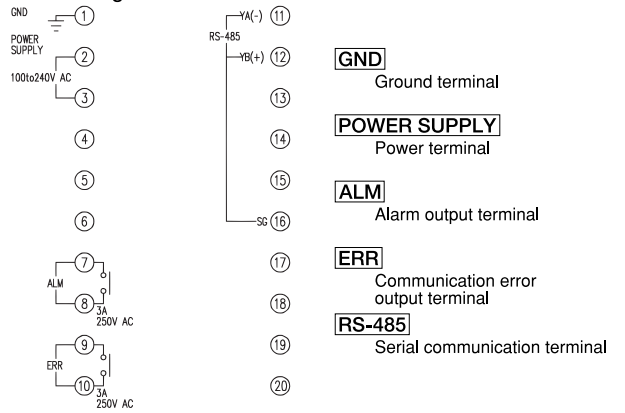 GND
1
POWER
SUPPLY
2
100to240V AC
3
4
5
6
7
ALM
8
3A
250V AC
9
ERR
10
3A
250V AC
YA(-) 11
RS-485
YB(+) 12
13
14
15
SG 16
17
18
19
20
GND
Ground terminal
POWER SUPPLY
Power terminal
ALM
Alarm output terminal
ERR
Communication error
output terminal
RS-485
Serial communication terminal